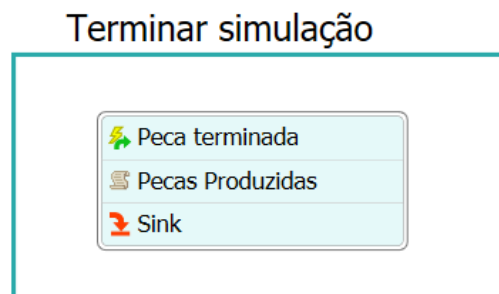 Terminar simulação
Peca terminada
Pecas Produzidas
Sink